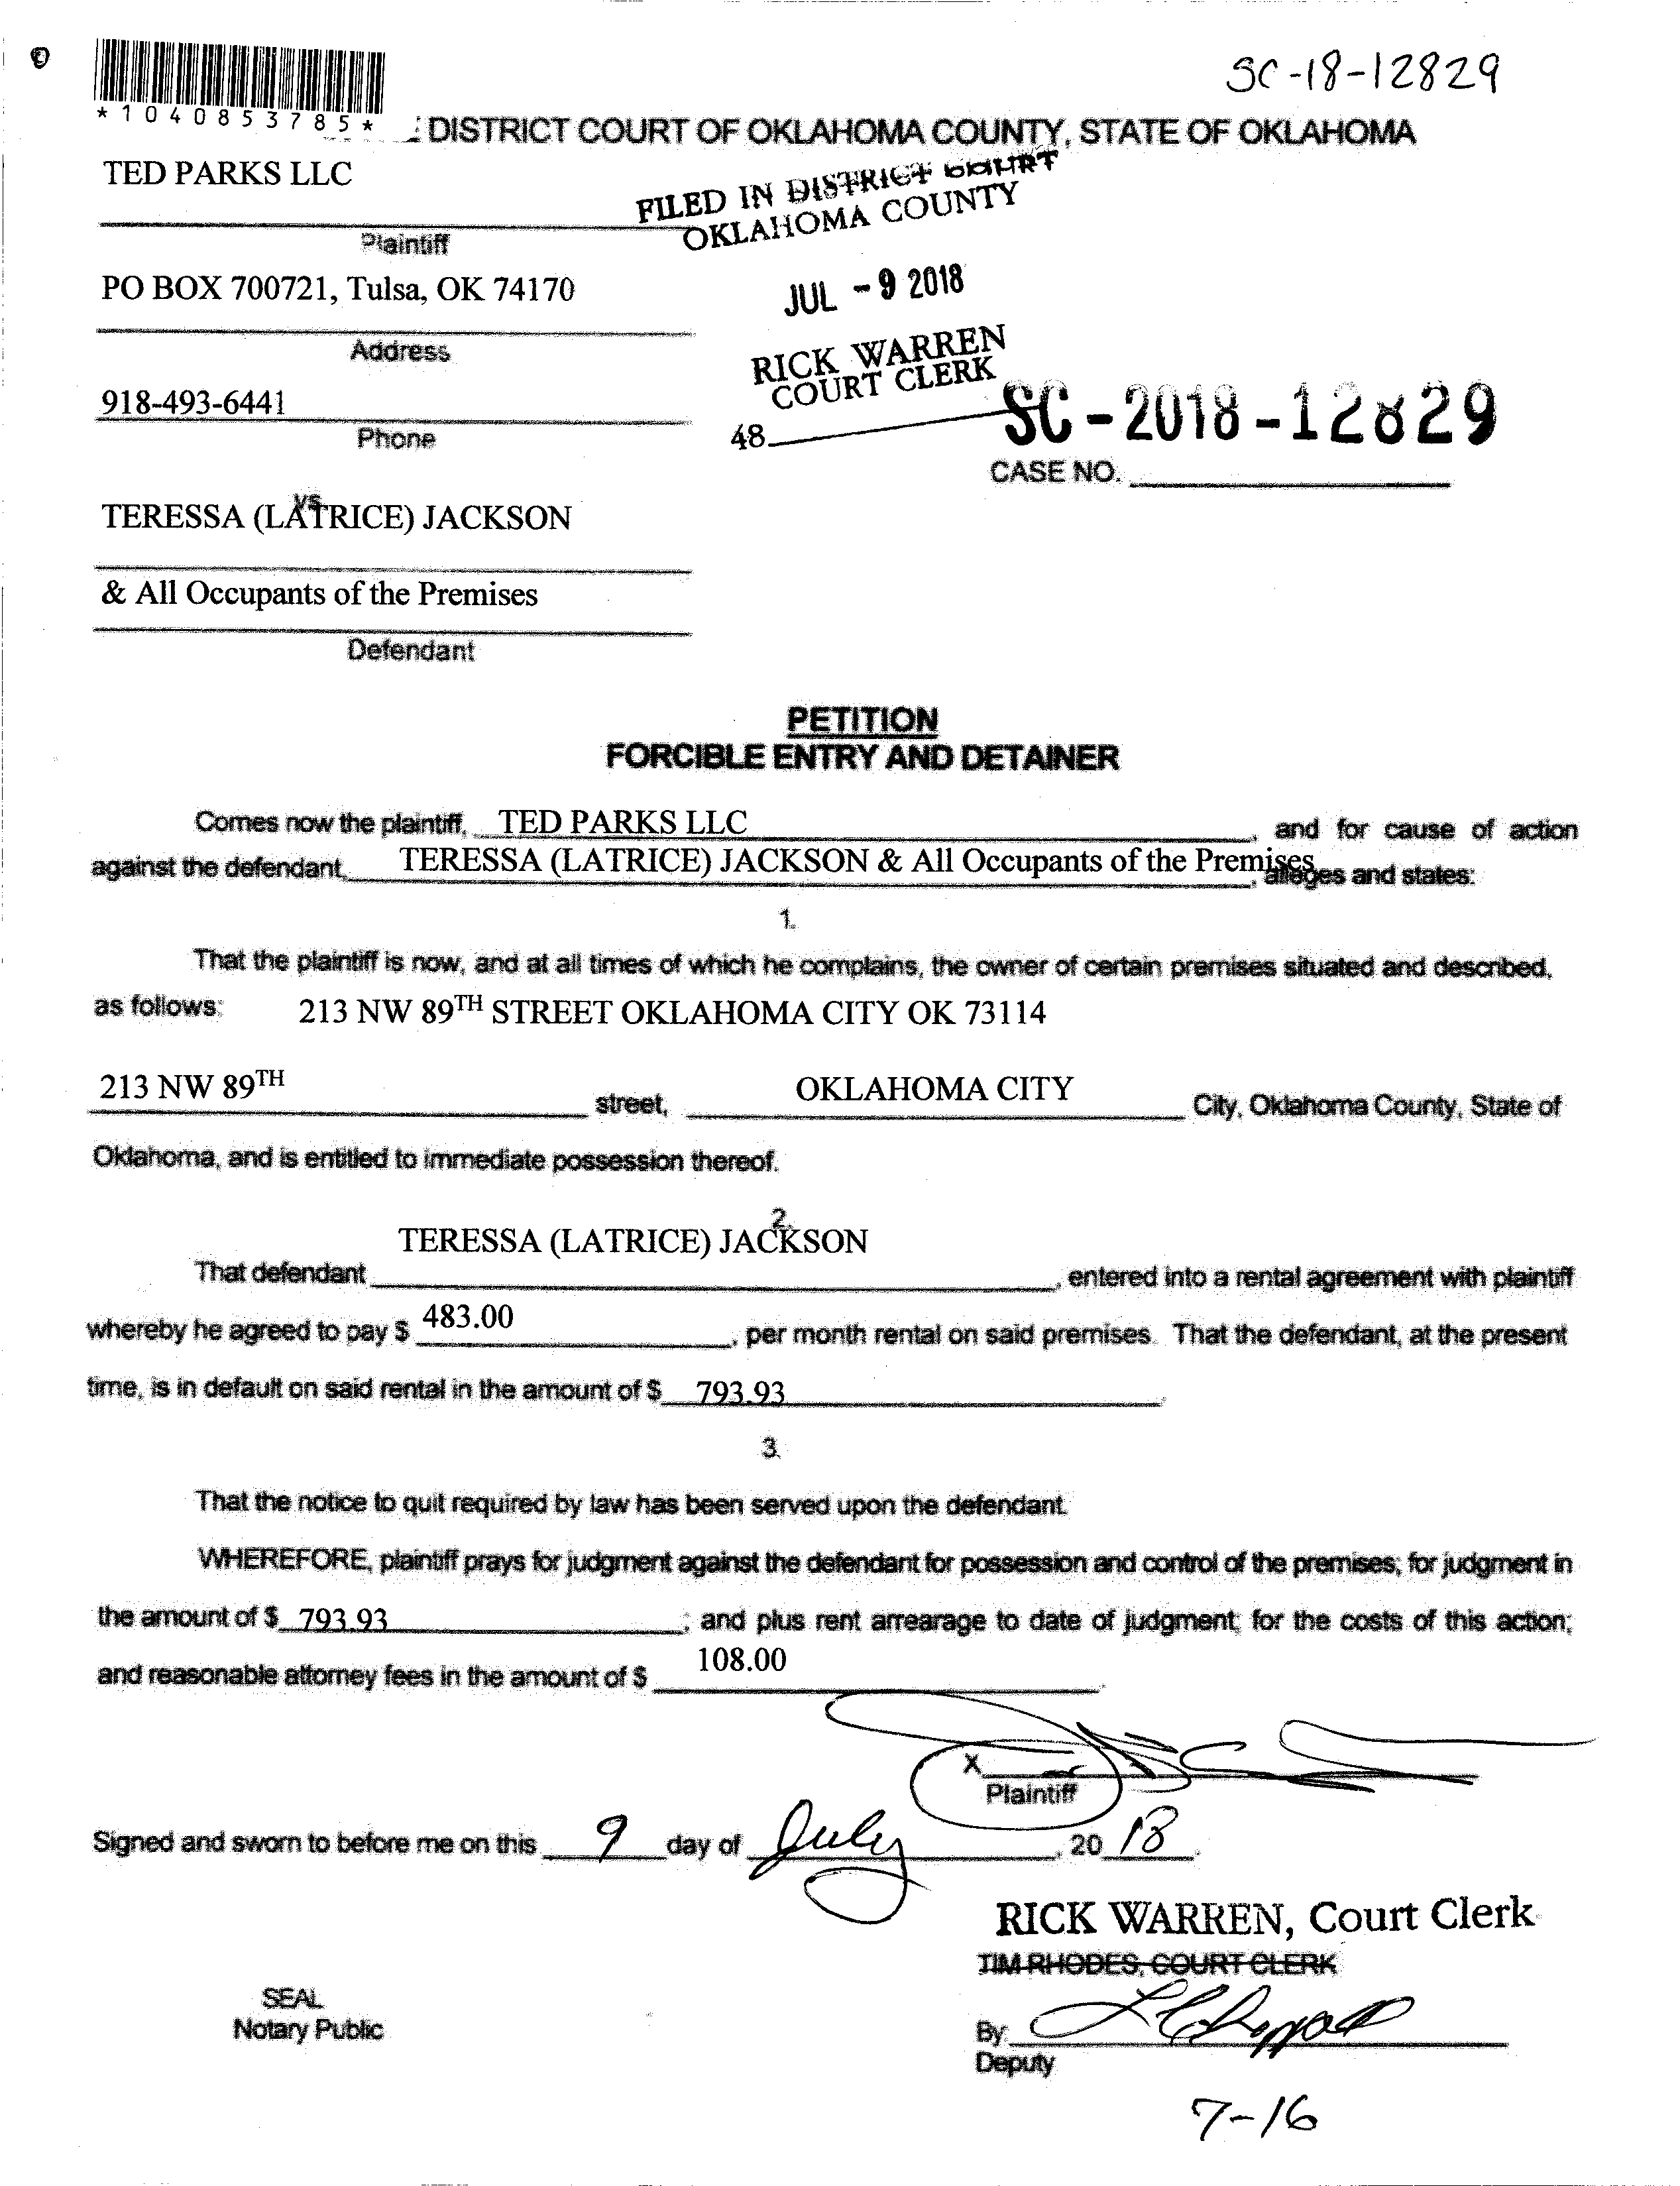 SC-18-12829
*1040853785*
DISTRICT COURT OF OKLAHOMA COUNTY, STATE OF OKLAHOMA
TED PARKS LLC
FILED IN DISTRICT COURT
OKLAHOMA COUNTY
Plaintiff
PO BOX 700721, Tulsa, OK 74170
JUL - 9 2018
Address
RICK WARREN
COURT CLERK
918-493-6441
SC - 2018 - 12829
Phone
48
CASE NO.
vs
TERESSA (LATRICE) JACKSON
& All Occupants of the Premises
Defendant
PETITION
FORCIBLE ENTRY AND DETAINER
Comes now the plaintiff, TED PARKS LLC, and for cause of action
against the defendant, TERESSA (LATRICE) JACKSON & All Occupants of the Premises, alleges and states:
1.
That the plaintiff is now, and at all times of which he complains, the owner of certain premises situated and described,
as follows: 213 NW 89TH STREET OKLAHOMA CITY OK 73114
213 NW 89TH street, OKLAHOMA CITY City, Oklahoma County, State of
Oklahoma, and is entitled to immediate possession thereof.
2.
TERESSA (LATRICE) JACKSON
That defendant , entered into a rental agreement with plaintiff
whereby he agreed to pay $ 483.00, per month rental on said premises. That the defendant, at the present
time, is in default on said rental in the amount of $ 793.93.
3.
That the notice to quit required by law has been served upon the defendant.
WHEREFORE, plaintiff prays for judgment against the defendant for possession and control of the premises; for judgment in
the amount of $ 793.93; and plus rent arrearage to date of judgment; for the costs of this action;
and reasonable attorney fees in the amount of $ 108.00.
X
Plaintiff
Signed and sworn to before me on this 9 day of July, 20 18.
RICK WARREN, Court Clerk
TIM RHODES, COURT CLERK
SEAL
Notary Public
By:
Deputy
7-16